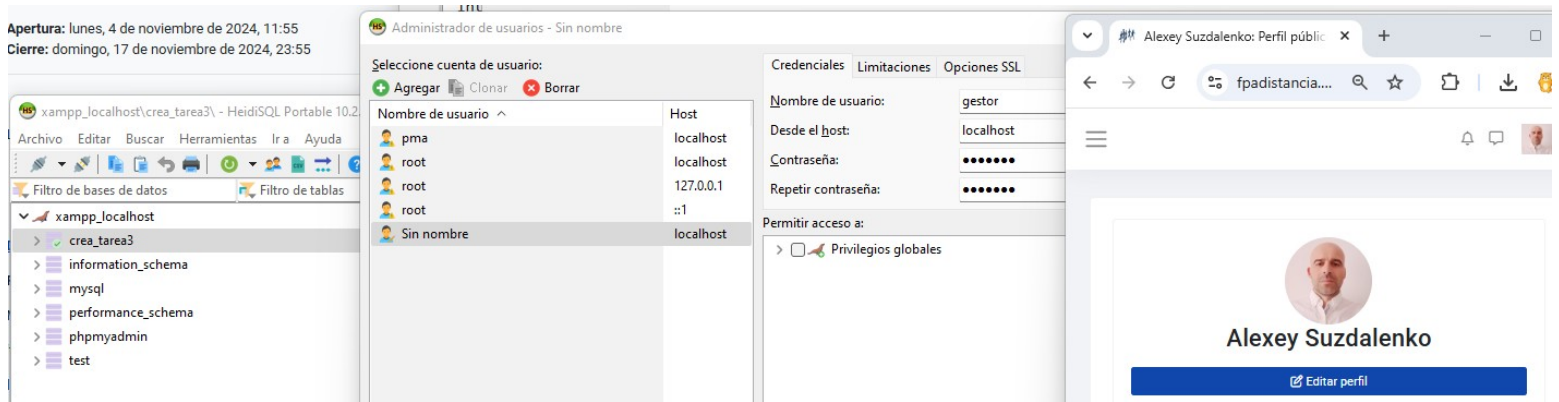 Apertura: lunes, 4 de noviembre de 2024, 11:55
Cierre: domingo, 17 de noviembre de 2024, 23:55
xampp_localhost\crea_tarea3\ - HeidiSQL Portable 10.2.
Archivo Editar Buscar Herramientas Ir a Ayuda
Filtro de bases de datos Filtro de tablas
xampp_localhost
crea_tarea3
information_schema
mysql
performance_schema
phpmyadmin
test
Administrador de usuarios - Sin nombre
Seleccione cuenta de usuario:
Agregar Clonar Borrar
Nombre de usuario Host
pma localhost
root localhost
root 127.0.0.1
root ::1
Sin nombre localhost
Credenciales Limitaciones Opciones SSL
Nombre de usuario: gestor
Desde el host: localhost
Contraseña: •••••••
Repetir contraseña: •••••••
Permitir acceso a:
Privilegios globales
Alexey Suzdalenko: Perfil públic
fpadistancia....
Alexey Suzdalenko
Editar perfil